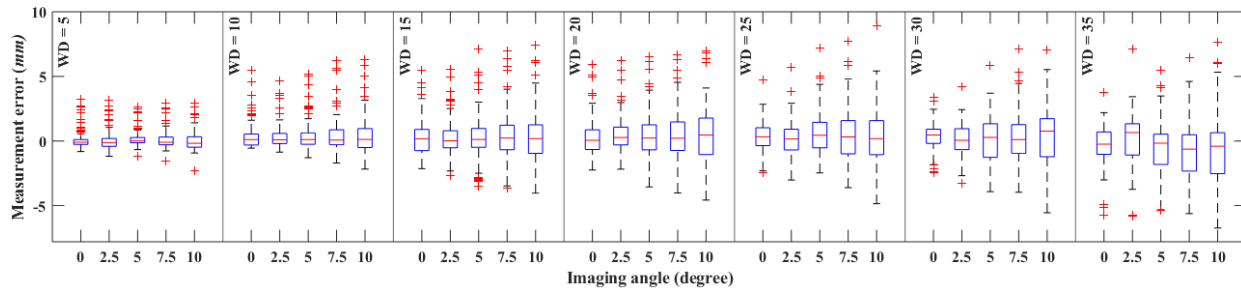 Measurement error (mm)
10
5
0
-5
WD = 5
WD = 10
WD = 15
WD = 20
WD = 25
WD = 30
WD = 35
0 2.5 5 7.5 10 0 2.5 5 7.5 10 0 2.5 5 7.5 10 0 2.5 5 7.5 10 0 2.5 5 7.5 10 0 2.5 5 7.5 10 0 2.5 5 7.5 10
Imaging angle (degree)